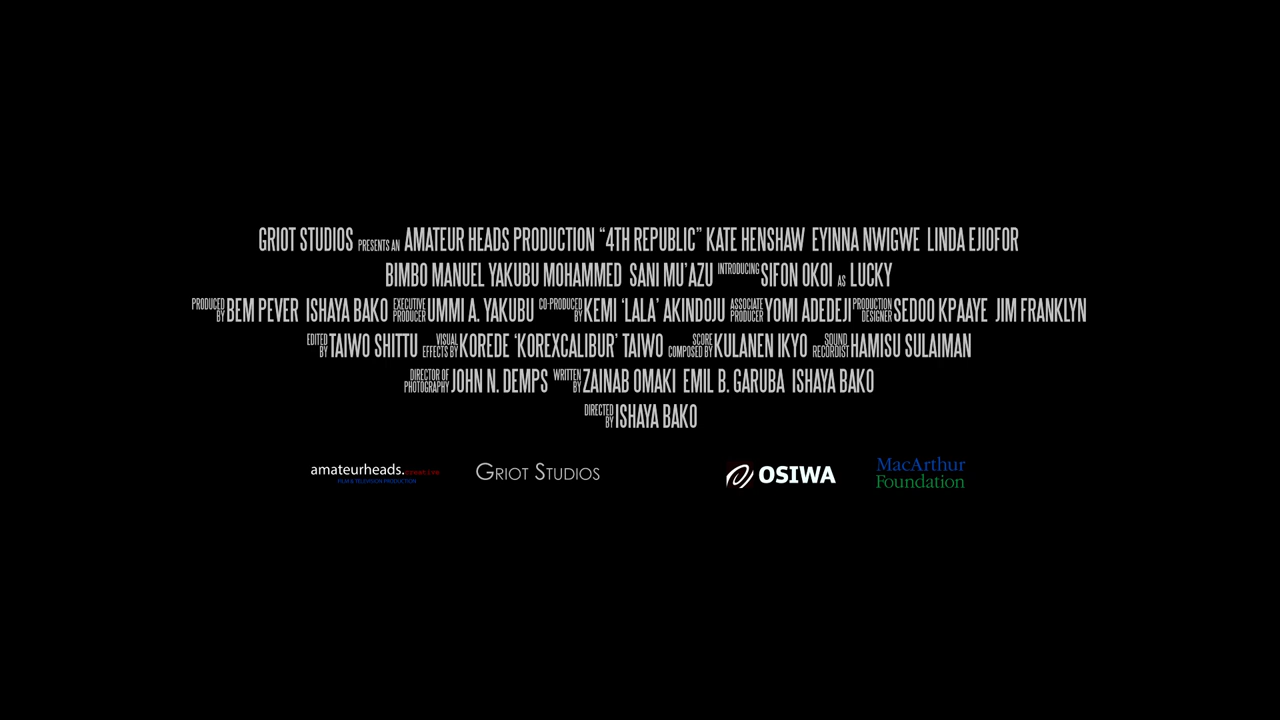 GRIOT STUDIOS PRESENTS AN AMATEUR HEADS PRODUCTION “4TH REPUBLIC” KATE HENSHAW EYINNA NWIGWE LINDA EJIOFOR
BIMBO MANUEL YAKUBU MOHAMMED SANI MU’AZU INTRODUCING SIFON OKOI AS LUCKY
PRODUCED BY BEM PEVER ISHAYA BAKO EXECUTIVE PRODUCER UMMI A. YAKUBU CO-PRODUCED BY KEMI ‘LALA’ AKINDOJU ASSOCIATE PRODUCER YOMI ADEDEJI PRODUCTION DESIGNER SEDOO KPAAYE JIM FRANKLYN
EDITED BY TAIWO SHITTU VISUAL EFFECTS BY KOREDE ‘KOREXCALIBUR’ TAIWO SCORE COMPOSED BY KULANEN IKYO SOUND RECORDIST HAMISU SULAIMAN
DIRECTOR OF PHOTOGRAPHY JOHN N. DEMPS WRITTEN BY ZAINAB OMAKI EMIL B. GARUBA ISHAYA BAKO
DIRECTED BY ISHAYA BAKO
amateurheads.
FILM & TELEVISION PRODUCTION
GRIOT STUDIOS
OSIWA
MacArthur
Foundation